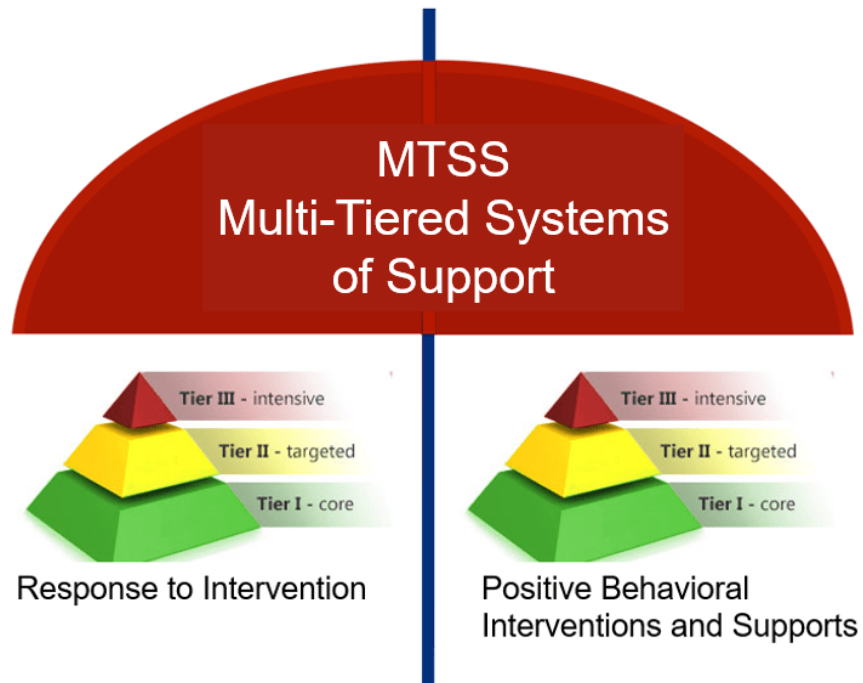 MTSS
Multi-Tiered Systems
of Support
Tier III - intensive
Tier II - targeted
Tier I - core
Response to Intervention
Tier III - intensive
Tier II - targeted
Tier I - core
Positive Behavioral
Interventions and Supports